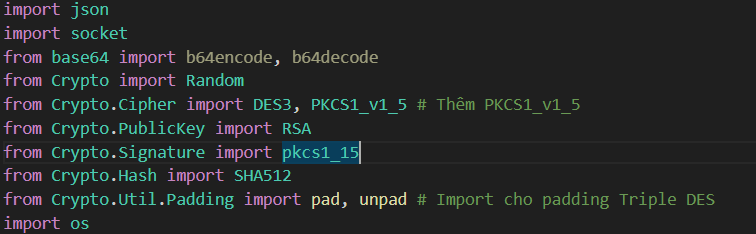 import json
import socket
from base64 import b64encode, b64decode
from Crypto import Random
from Crypto.Cipher import DES3, PKCS1_v1_5 # Thêm PKCS1_v1_5
from Crypto.PublicKey import RSA
from Crypto.Signature import pkcs1_15
from Crypto.Hash import SHA512
from Crypto.Util.Padding import pad, unpad # Import cho padding Triple DES
import os